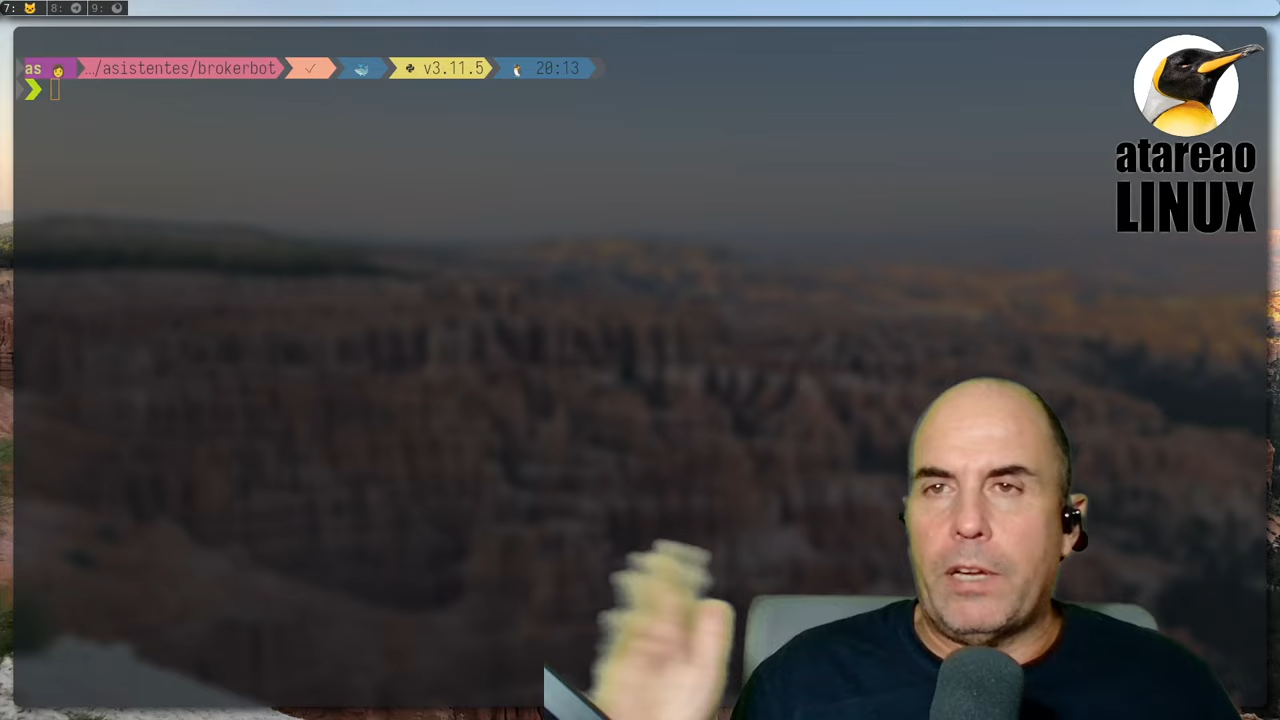 7: 8: 9:
as …/asistentes/brokerbot ✓ v3.11.5 20:13
atareao
LINUX